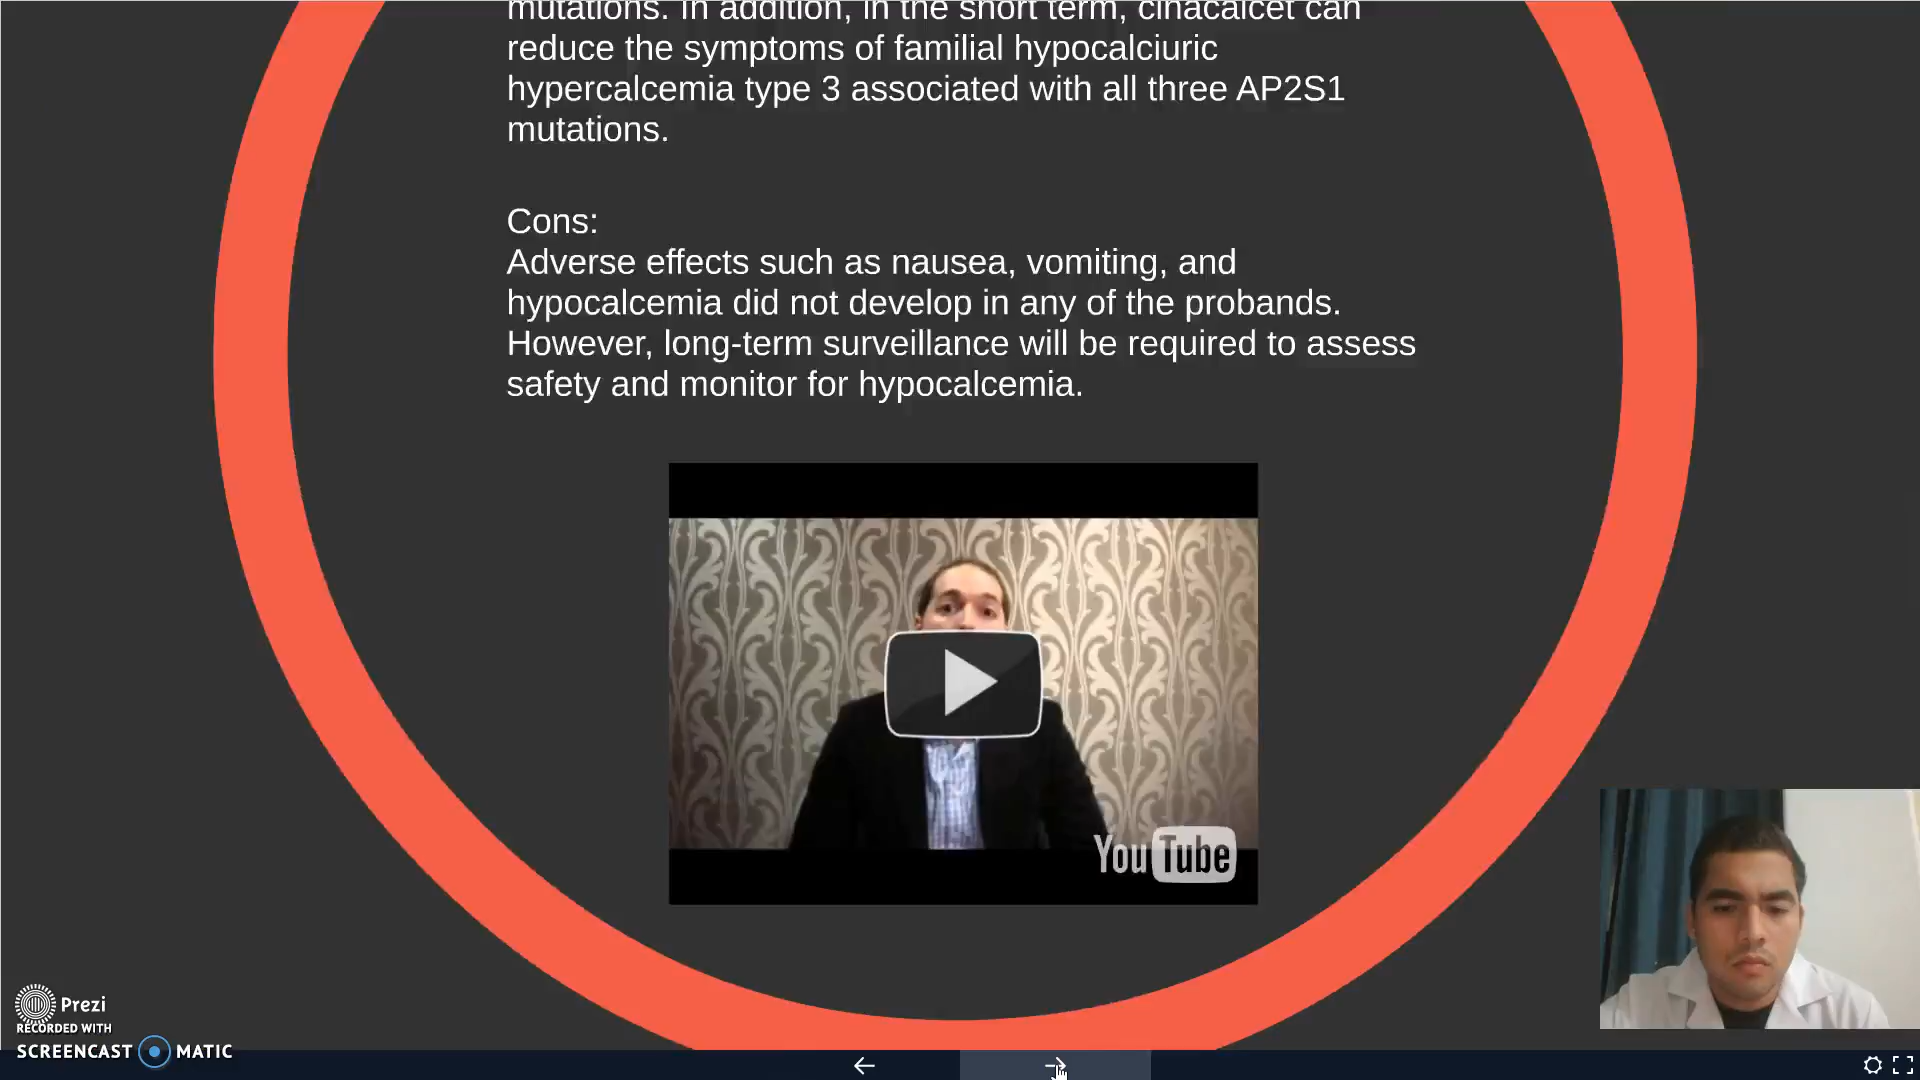 mutations. In addition, in the short term, cinacalcet can
reduce the symptoms of familial hypocalciuric
hypercalcemia type 3 associated with all three AP2S1
mutations.
Cons:
Adverse effects such as nausea, vomiting, and
hypocalcemia did not develop in any of the probands.
However, long-term surveillance will be required to assess
safety and monitor for hypocalcemia.
YouTube
Prezi
RECORDED WITH
SCREENCAST MATIC